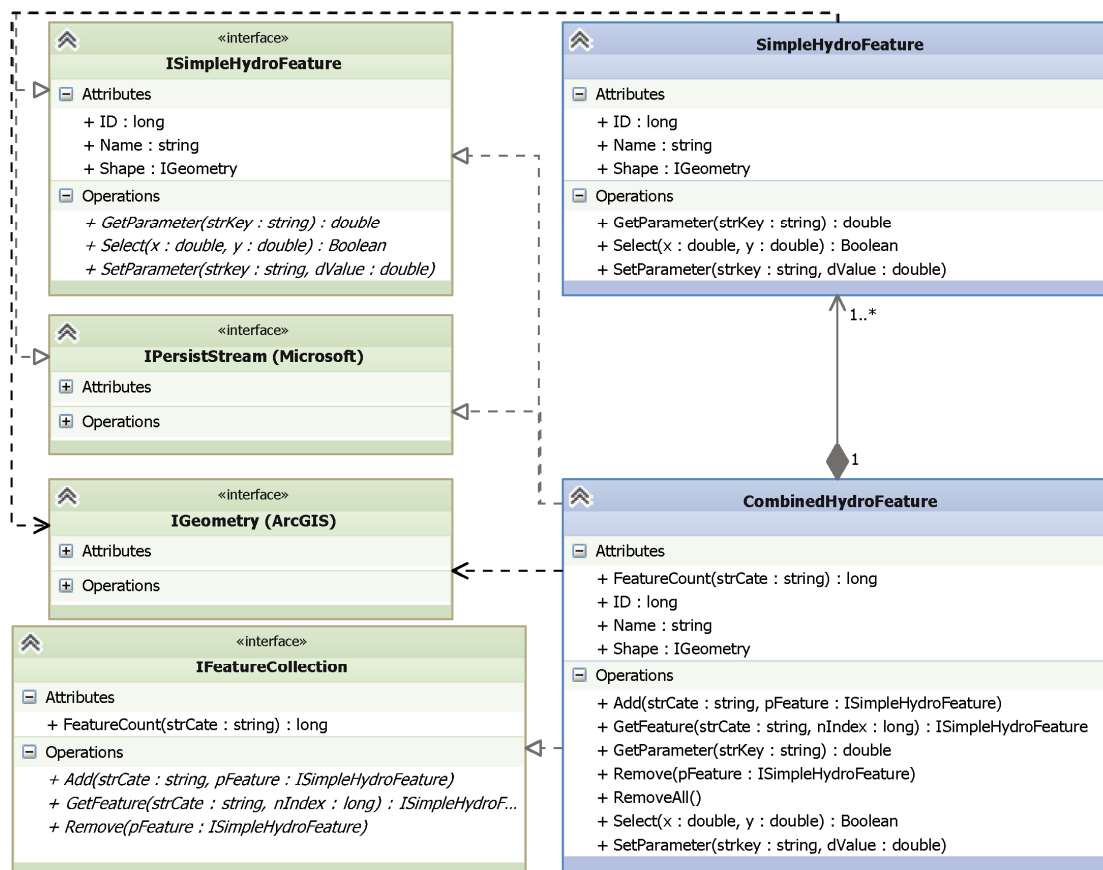 «interface»
ISimpleHydroFeature
Attributes
+ ID : long
+ Name : string
+ Shape : IGeometry
Operations
+ GetParameter(strKey : string) : double
+ Select(x : double, y : double) : Boolean
+ SetParameter(strkey : string, dValue : double)
SimpleHydroFeature
Attributes
+ ID : long
+ Name : string
+ Shape : IGeometry
Operations
+ GetParameter(strKey : string) : double
+ Select(x : double, y : double) : Boolean
+ SetParameter(strkey : string, dValue : double)
1..*
1
«interface»
IPersistStream (Microsoft)
Attributes
Operations
«interface»
IGeometry (ArcGIS)
Attributes
Operations
«interface»
IFeatureCollection
Attributes
+ FeatureCount(strCate : string) : long
Operations
+ Add(strCate : string, pFeature : ISimpleHydroFeature)
+ GetFeature(strCate : string, nIndex : long) : ISimpleHydroF...
+ Remove(pFeature : ISimpleHydroFeature)
CombinedHydroFeature
Attributes
+ FeatureCount(strCate : string) : long
+ ID : long
+ Name : string
+ Shape : IGeometry
Operations
+ Add(strCate : string, pFeature : ISimpleHydroFeature)
+ GetFeature(strCate : string, nIndex : long) : ISimpleHydroFeature
+ GetParameter(strKey : string) : double
+ Remove(pFeature : ISimpleHydroFeature)
+ RemoveAll()
+ Select(x : double, y : double) : Boolean
+ SetParameter(strkey : string, dValue : double)